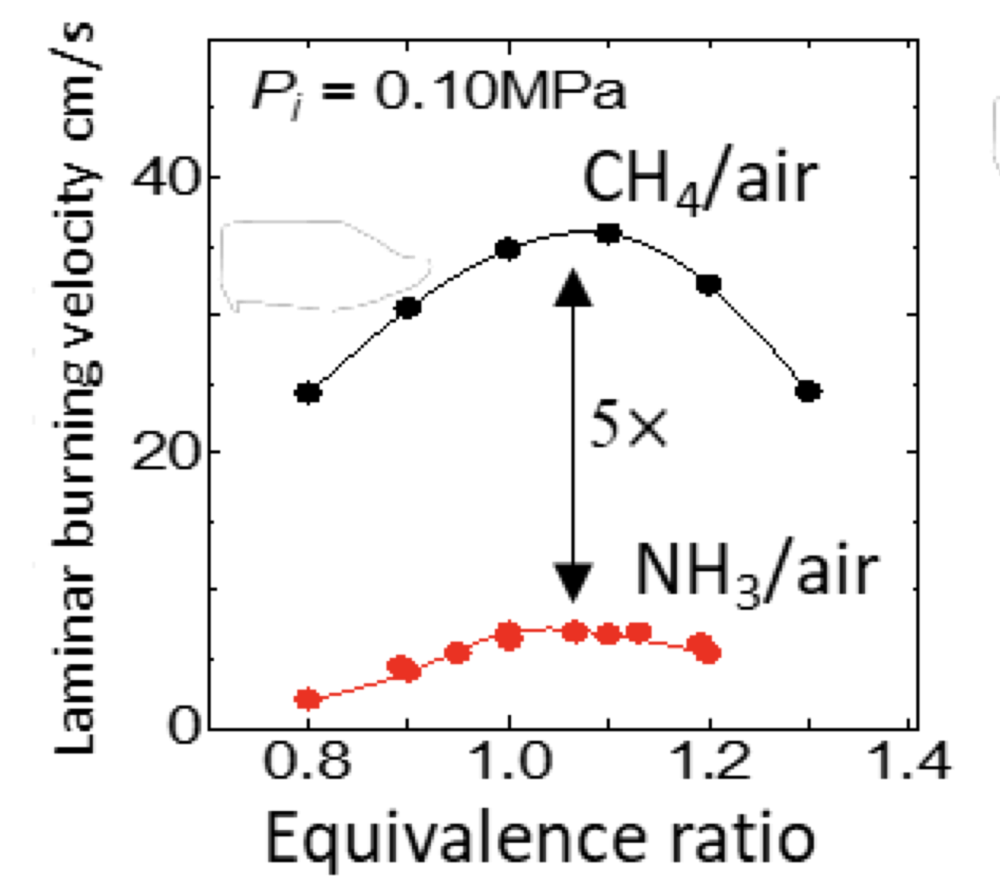 Laminar burning velocity cm/s
P_i = 0.10MPa
CH₄/air
40
5×
20
NH₃/air
0
0.8 1.0 1.2 1.4
Equivalence ratio